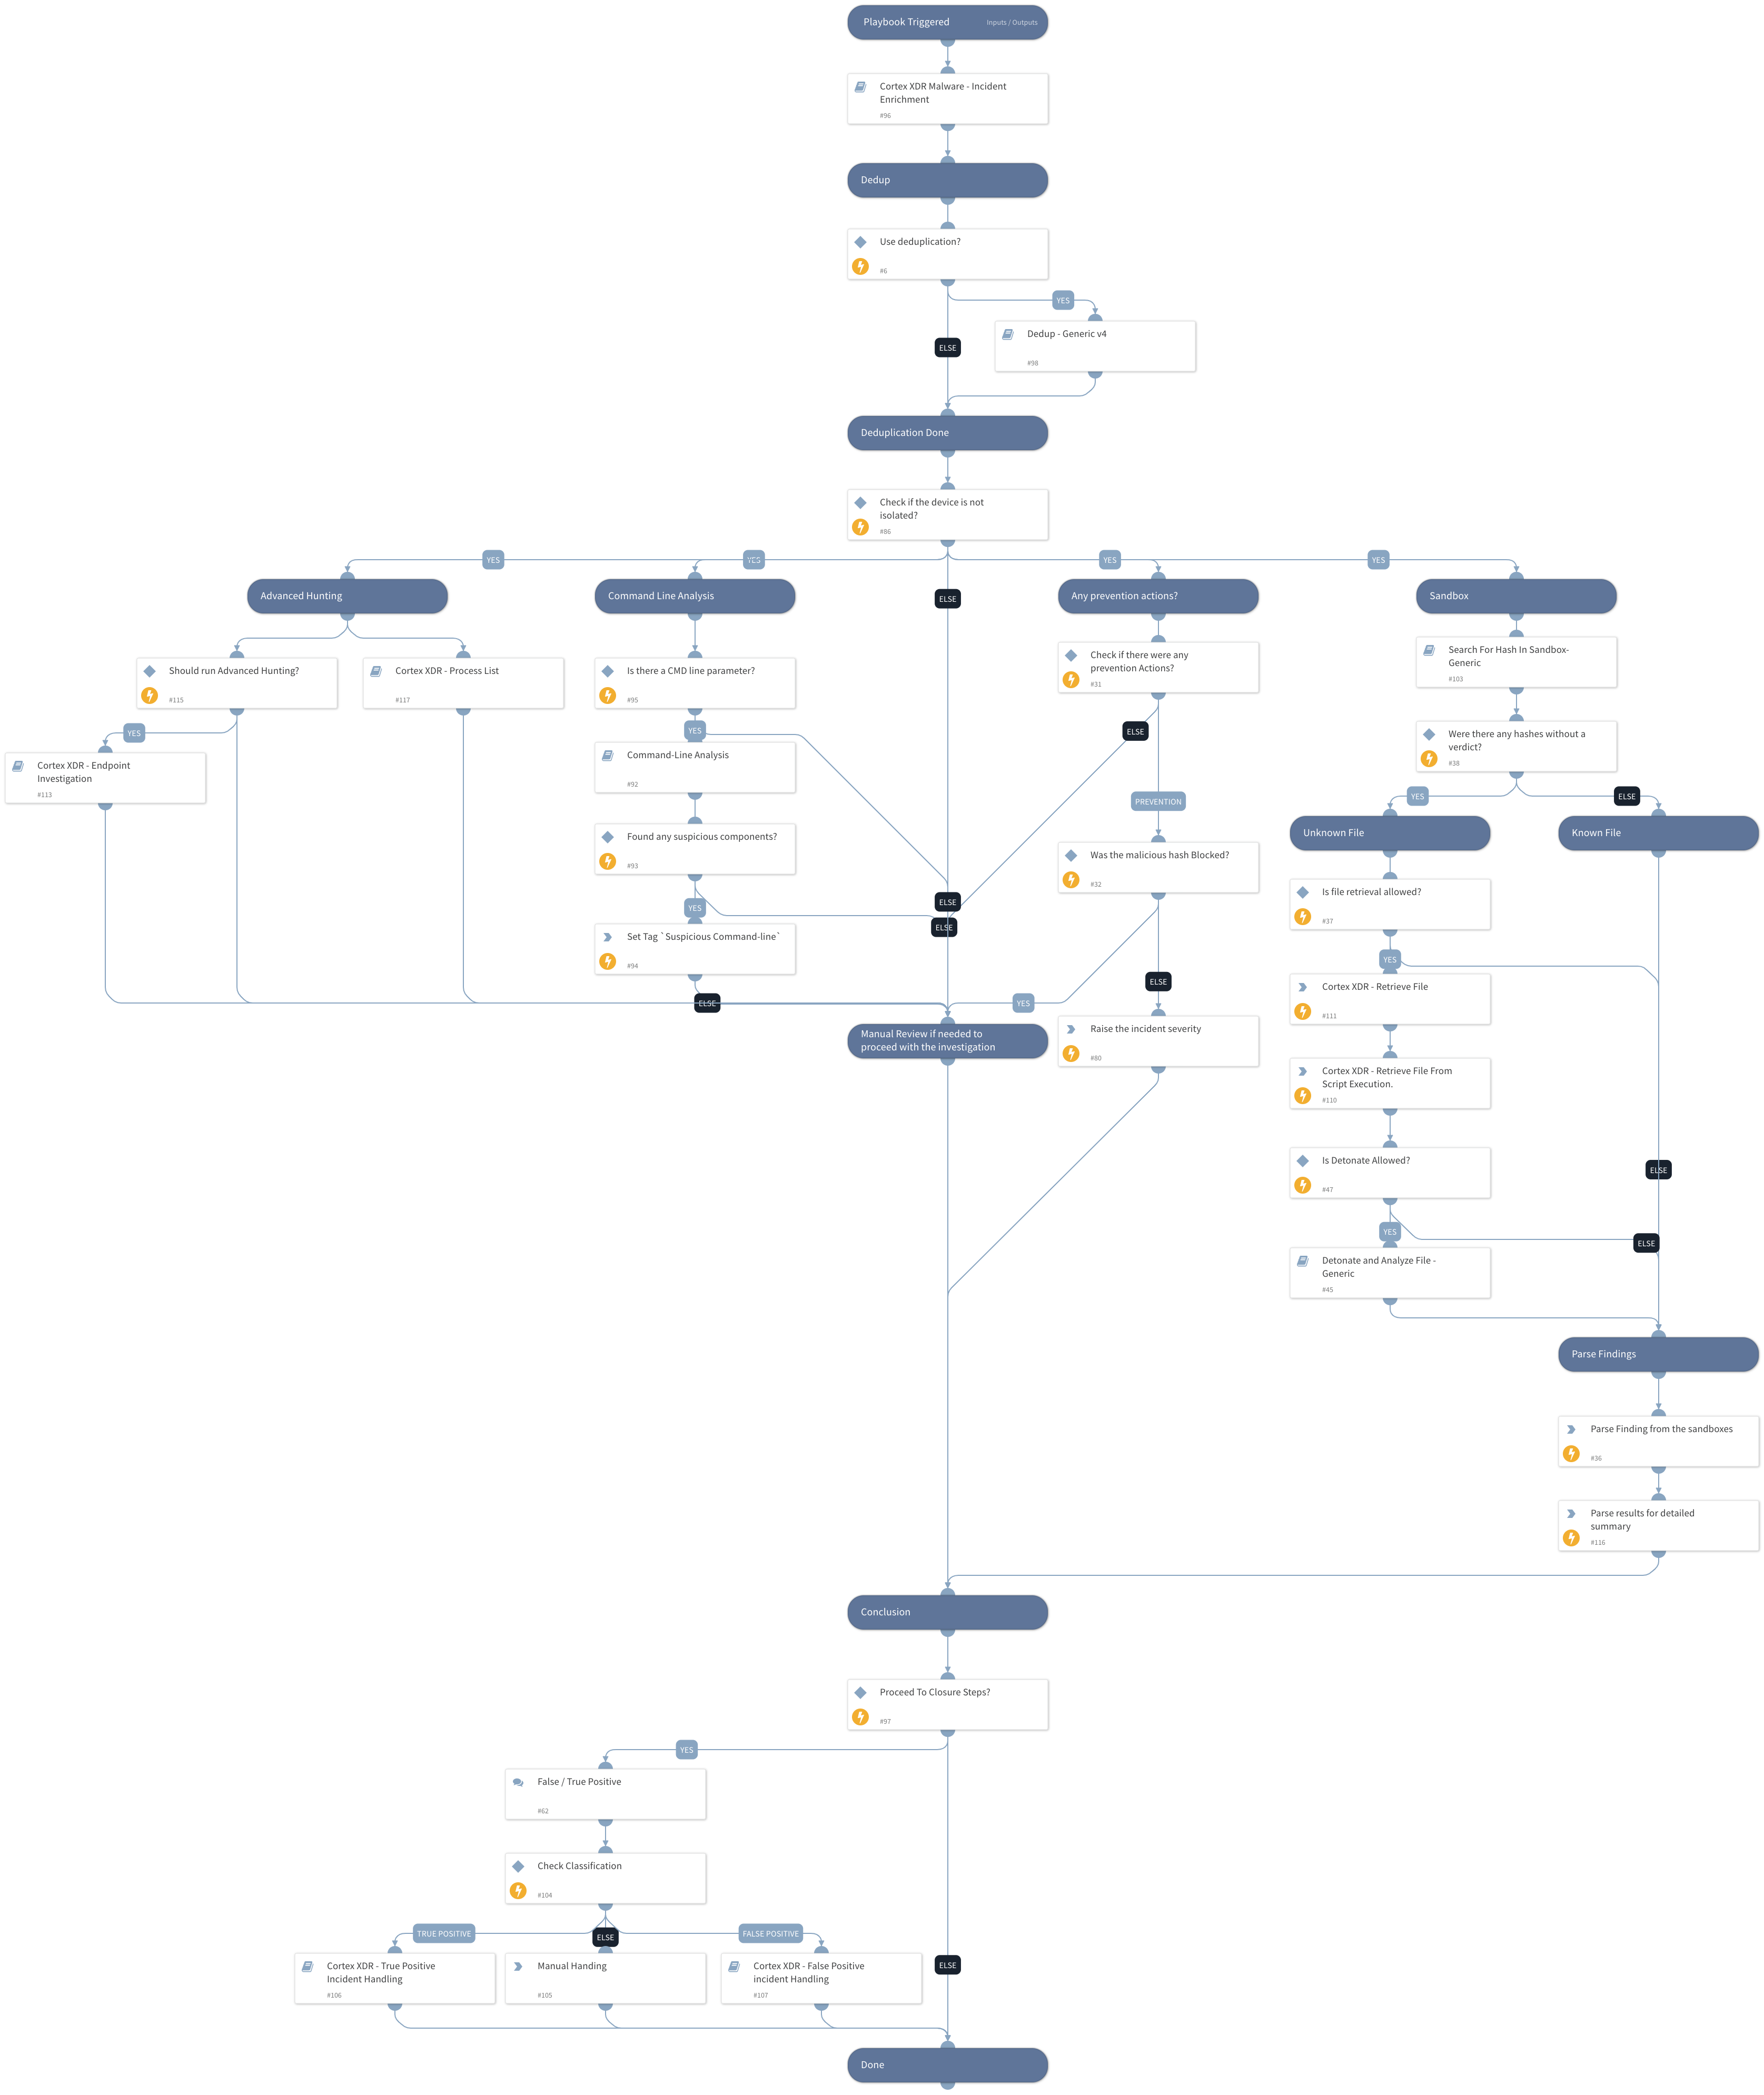 Playbook Triggered
Inputs / Outputs
Cortex XDR Malware - Incident
Enrichment
#96
Dedup
Use deduplication?
#6
YES
Dedup - Generic v4
#98
ELSE
Deduplication Done
Check if the device is not
isolated?
#86
YES
YES
YES
YES
Advanced Hunting
Command Line Analysis
ELSE
Any prevention actions?
Sandbox
Should run Advanced Hunting?
#115
Cortex XDR - Process List
#117
Is there a CMD line parameter?
#95
Check if there were any
prevention Actions?
#31
Search For Hash In Sandbox-
Generic
#103
YES
YES
ELSE
Were there any hashes without a
verdict?
#38
Cortex XDR - Endpoint
Investigation
#113
Command-Line Analysis
#92
PREVENTION
YES
ELSE
Found any suspicious components?
#93
Was the malicious hash Blocked?
#32
Unknown File
Known File
YES
ELSE
ELSE
Is file retrieval allowed?
#37
Set Tag `Suspicious Command-line`
#94
YES
ELSE
ELSE
YES
Cortex XDR - Retrieve File
#111
Manual Review if needed to
proceed with the investigation
Raise the incident severity
#80
Cortex XDR - Retrieve File From
Script Execution.
#110
Is Detonate Allowed?
#47
ELSE
YES
ELSE
Detonate and Analyze File -
Generic
#45
Parse Findings
Parse Finding from the sandboxes
#36
Parse results for detailed
summary
#116
Conclusion
Proceed To Closure Steps?
#97
YES
False / True Positive
#62
Check Classification
#104
TRUE POSITIVE
ELSE
FALSE POSITIVE
Cortex XDR - True Positive
Incident Handling
#106
Manual Handing
#105
Cortex XDR - False Positive
incident Handling
#107
ELSE
Done